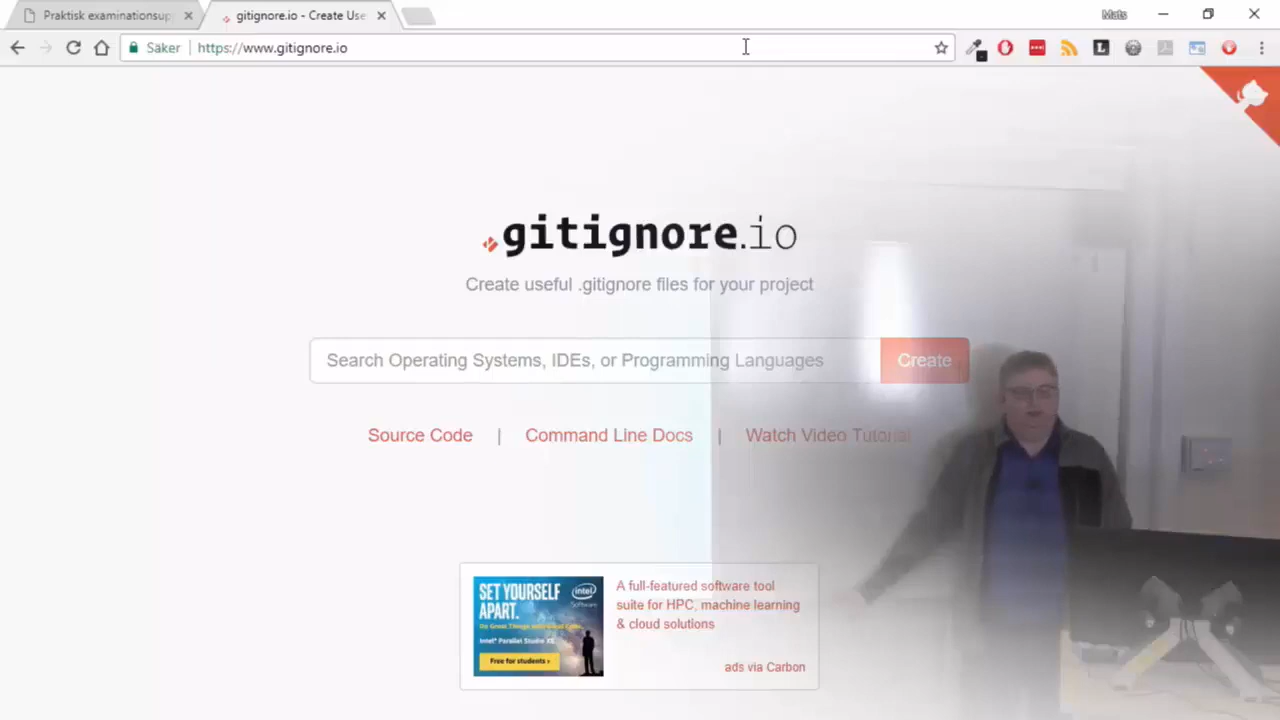 Praktisk examinationsup
gitignore.io - Create Use
Mats
Säker
https://www.gitignore.io
.gitignore.io
Create useful .gitignore files for your project
Search Operating Systems, IDEs, or Programming Languages
Create
Source Code | Command Line Docs | Watch Video Tutorial
SET YOURSELF
APART.
intel
Software
Intel® Parallel Studio XE
Free for students ›
A full-featured software tool
suite for HPC, machine learning
& cloud solutions
ads via Carbon